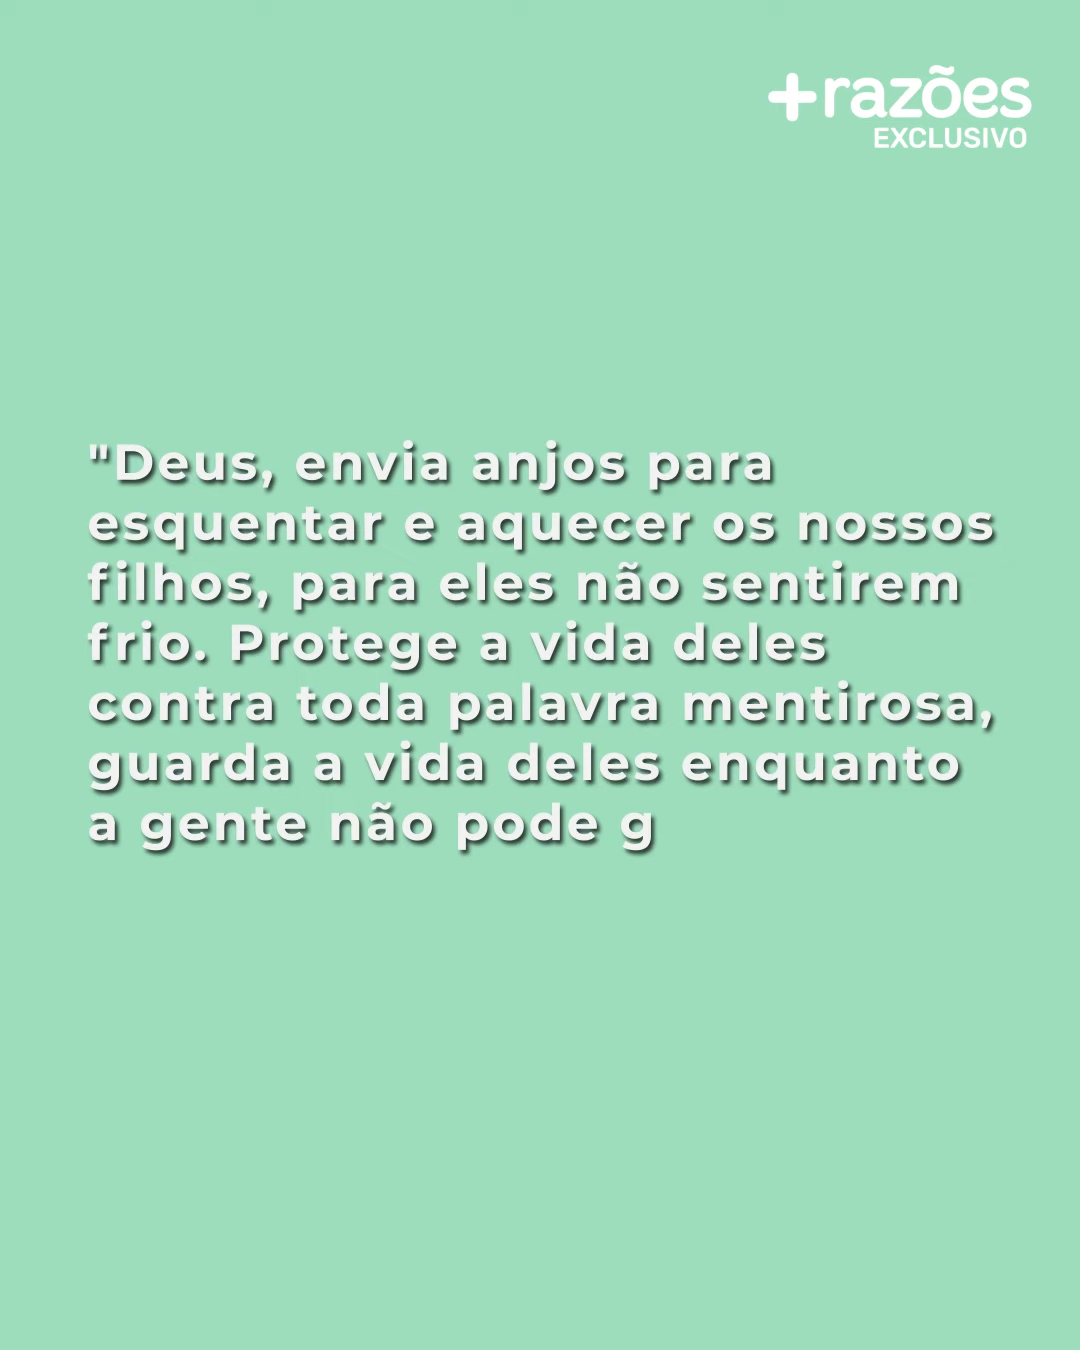 +razões
EXCLUSIVO
"Deus, envia anjos para
esquentar e aquecer os nossos
filhos, para eles não sentirem
frio. Protege a vida deles
contra toda palavra mentirosa,
guarda a vida deles enquanto
a gente não pode g